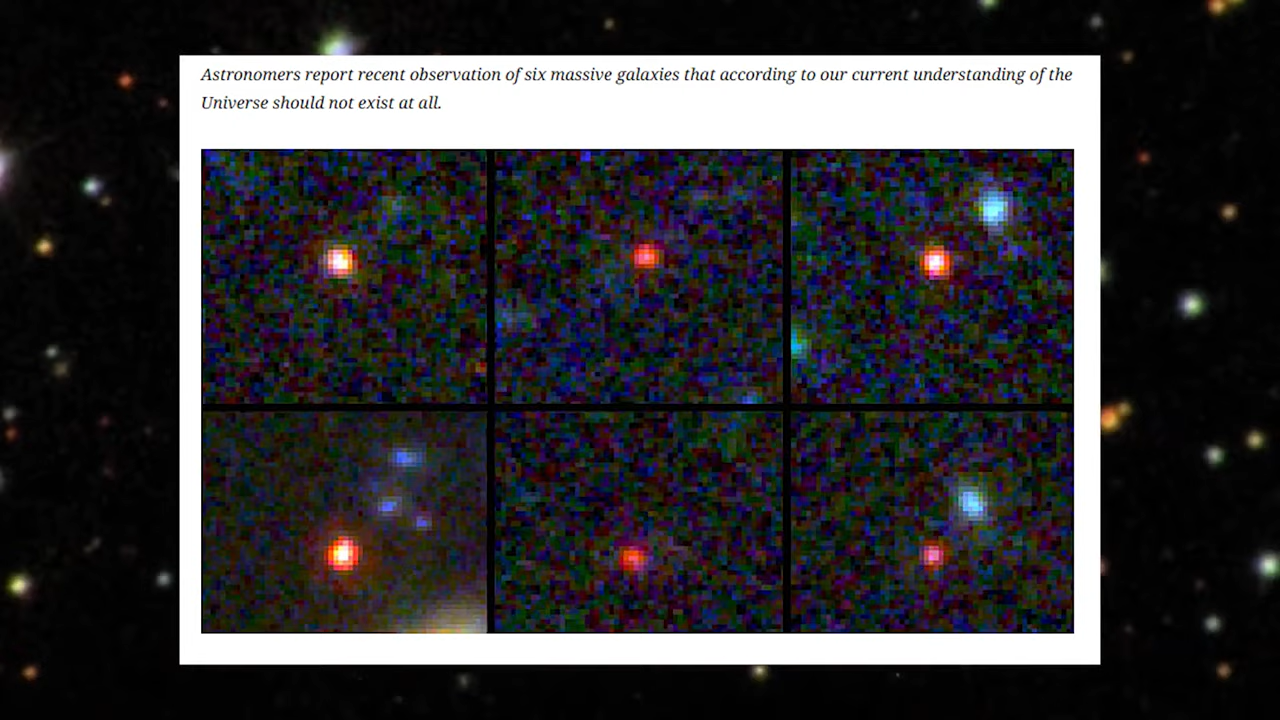 Astronomers report recent observation of six massive galaxies that according to our current understanding of the
Universe should not exist at all.